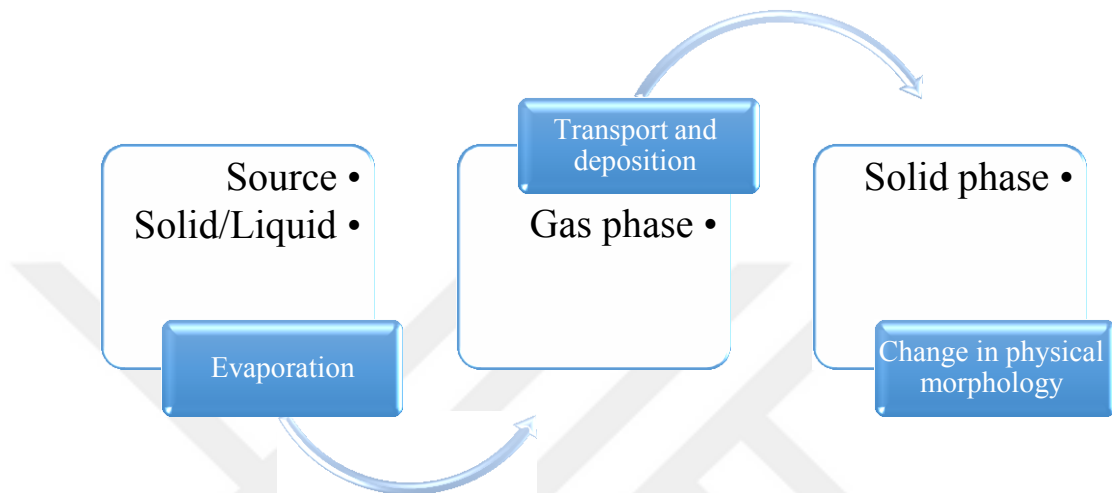 Source •
Solid/Liquid •
Evaporation
Transport and
deposition
Gas phase •
Solid phase •
Change in physical
morphology